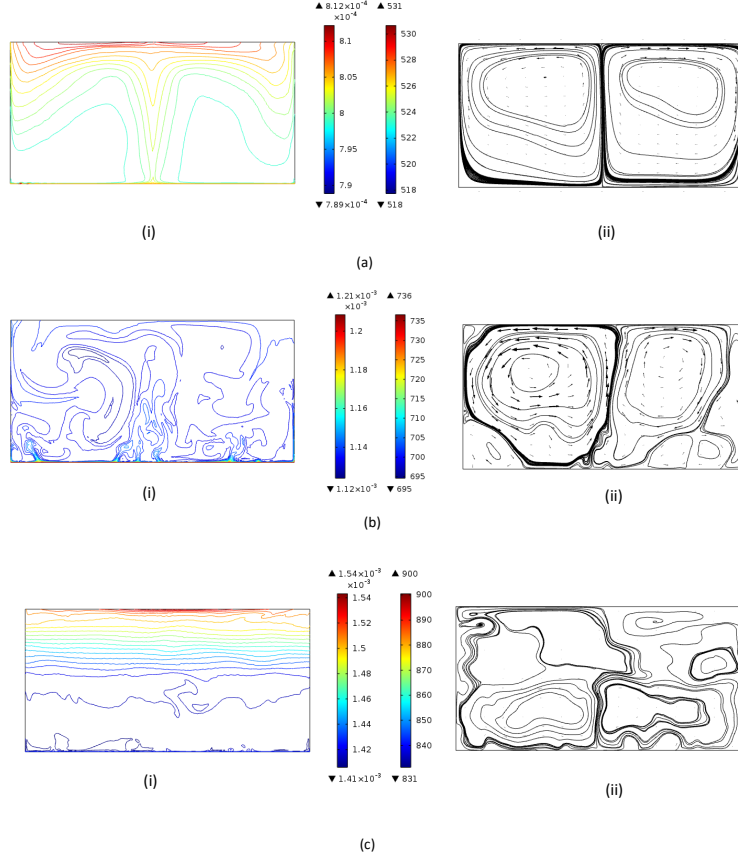 ▲ 8.12×10⁻⁴ ▲ 531
×10⁻⁴
8.1 530
528
8.05 526
524
8
522
7.95 520
7.9 518
▼ 7.89×10⁻⁴ ▼ 518
(i) (ii)
(a)
▲ 1.21×10⁻³ ▲ 736
×10⁻³
1.2 735
730
1.18 725
720
1.16 715
710
705
1.14 700
695
▼ 1.12×10⁻³ ▼ 695
(i) (ii)
(b)
▲ 1.54×10⁻³ ▲ 900
×10⁻³
1.54 900
890
1.52 880
1.5 870
1.48 860
1.46 850
1.44
840
1.42
▼ 1.41×10⁻³ ▼ 831
(i) (ii)
(c)